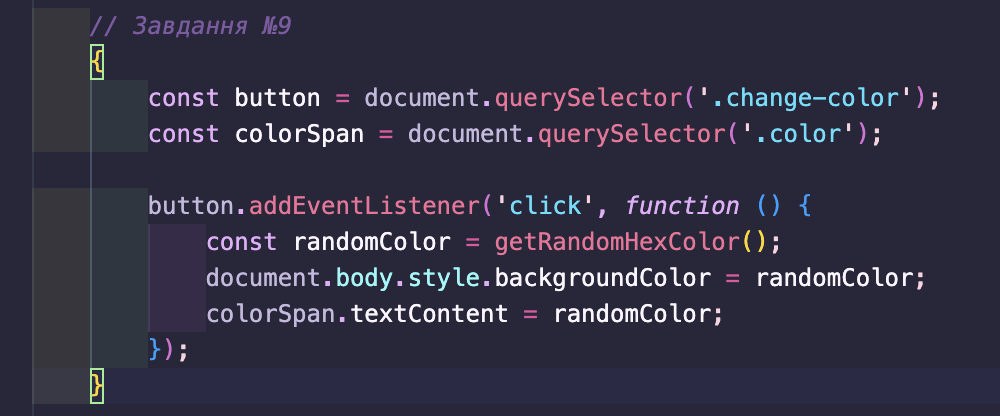 // Завдання №9
{
const button = document.querySelector('.change-color');
const colorSpan = document.querySelector('.color');
button.addEventListener('click', function () {
const randomColor = getRandomHexColor();
document.body.style.backgroundColor = randomColor;
colorSpan.textContent = randomColor;
});
}